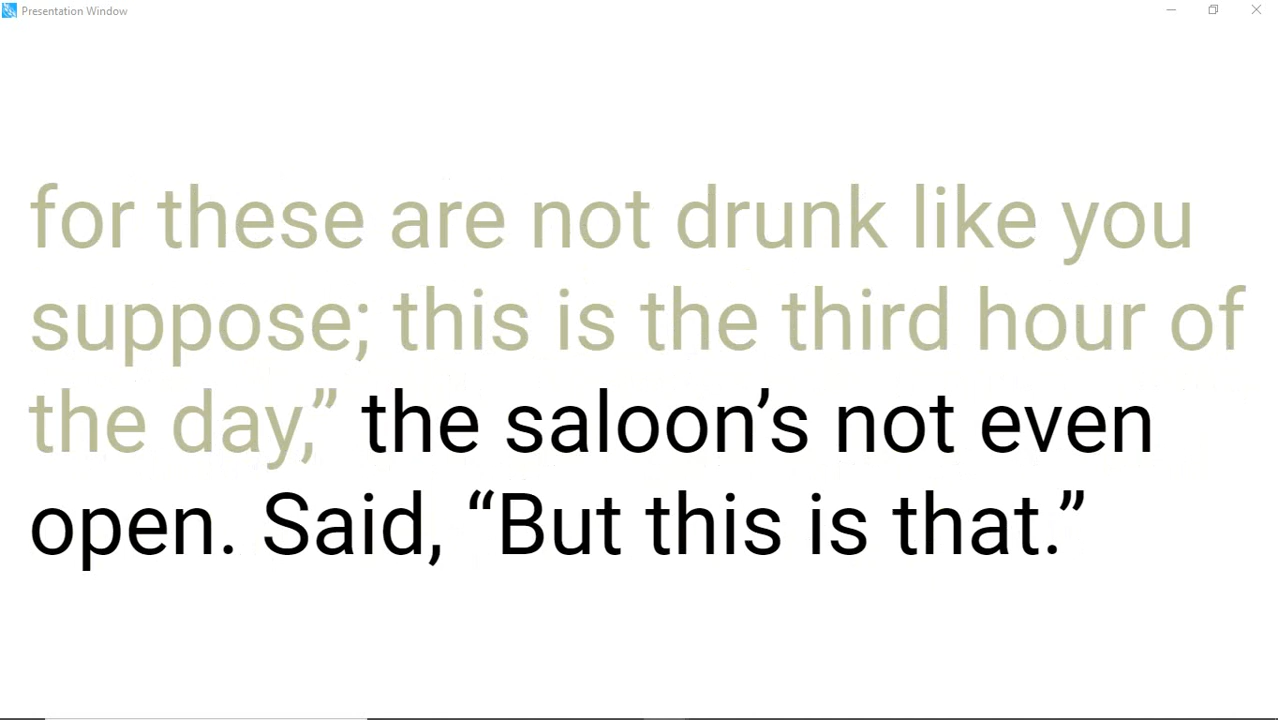 Presentation Window
for these are not drunk like you
suppose; this is the third hour of
the day,” the saloon’s not even
open. Said, “But this is that.”